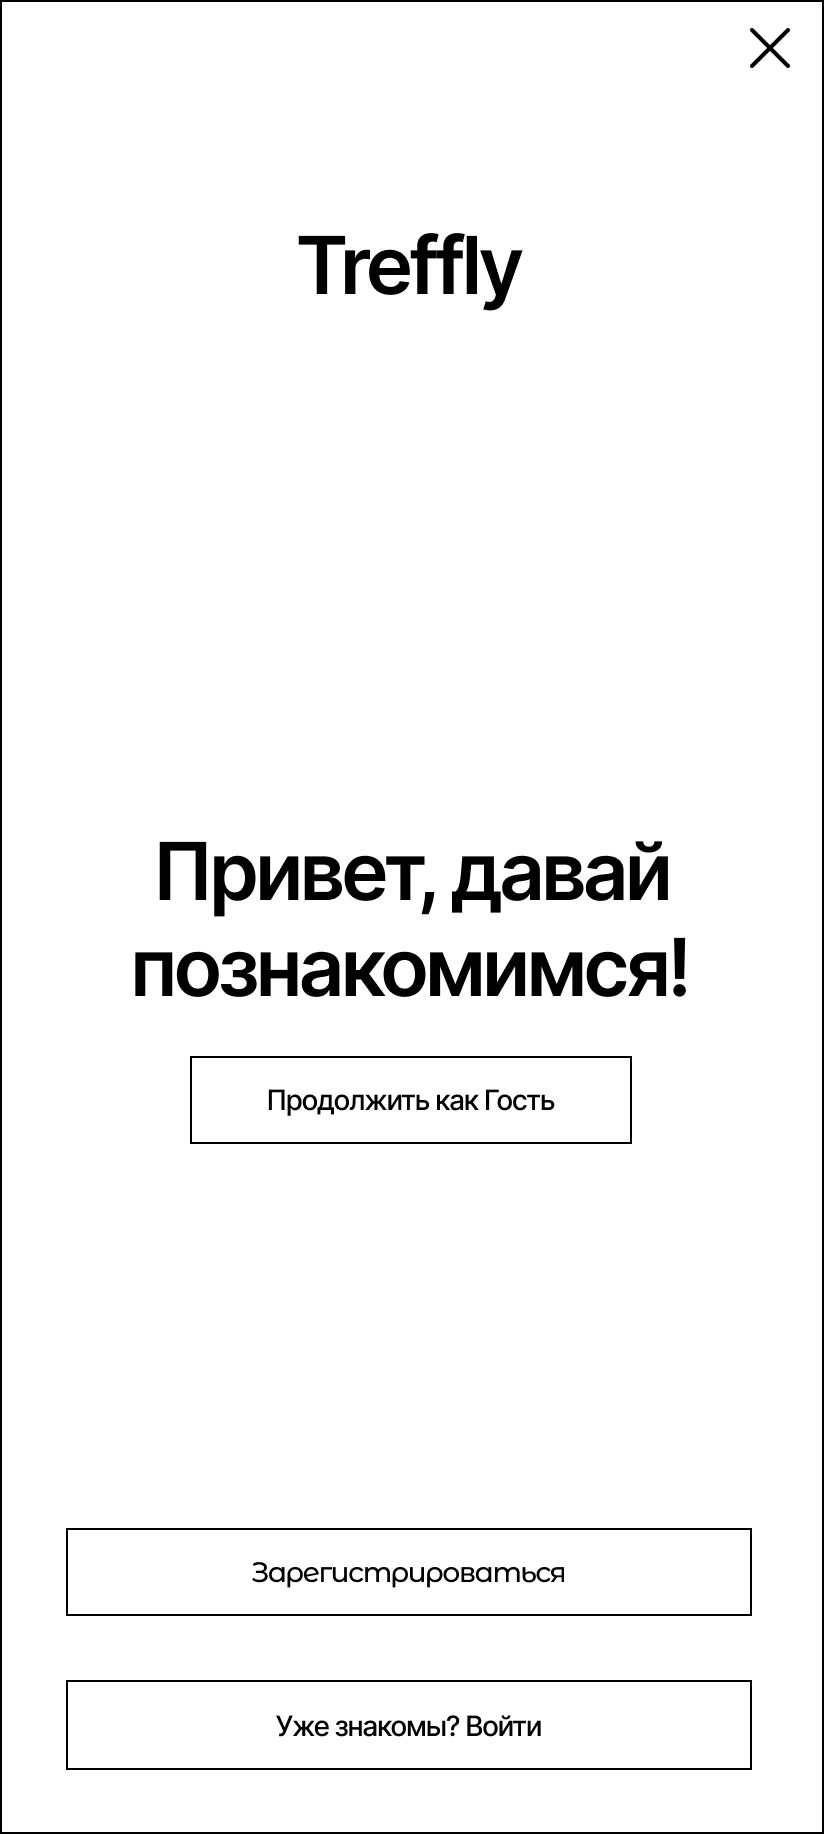 Treffly
Привет, давай
познакомимся!
Продолжить как Гость
Зарегистрироваться
Уже знакомы? Войти